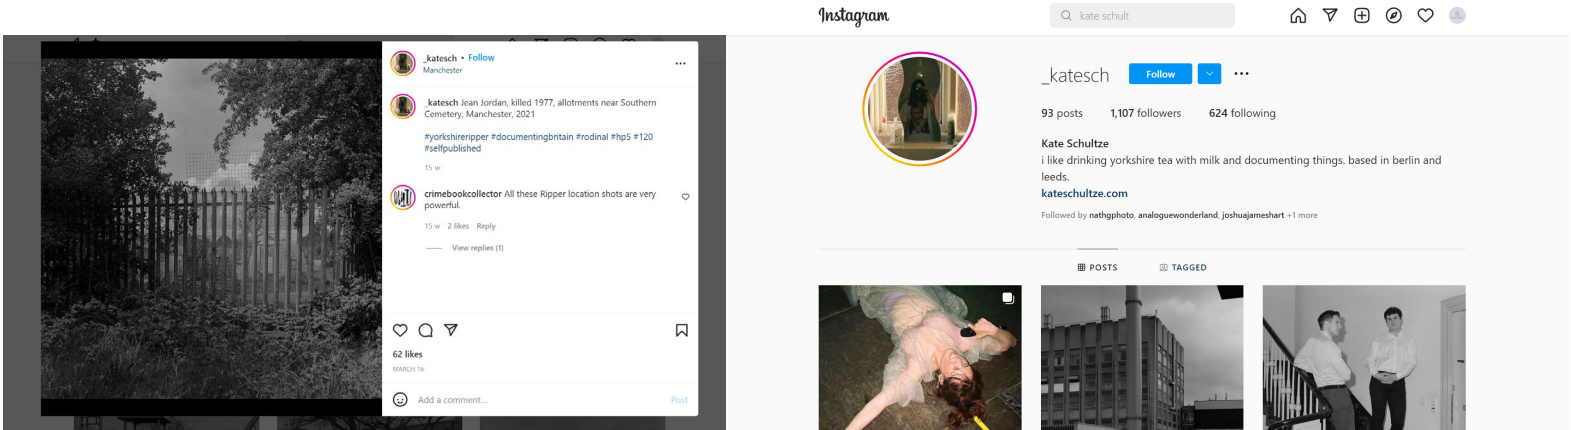 _katesch • Follow
Manchester
_katesch Jean Jordan, killed 1977, allotments near Southern
Cemetery, Manchester, 2021
#yorkshireripper #documentingbritain #rodinal #hp5 #120
#selfpublished
15 w
crimebookcollector All these Ripper location shots are very
powerful.
15 w 2 likes Reply
View replies (1)
62 likes
MARCH 16
Add a comment...
Post
Instagram
kate schult
_katesch
Follow
93 posts 1,107 followers 624 following
Kate Schultze
i like drinking yorkshire tea with milk and documenting things. based in berlin and
leeds.
kateschultze.com
Followed by nathgphoto, analoguewonderland, joshuajameshart +1 more
POSTS TAGGED